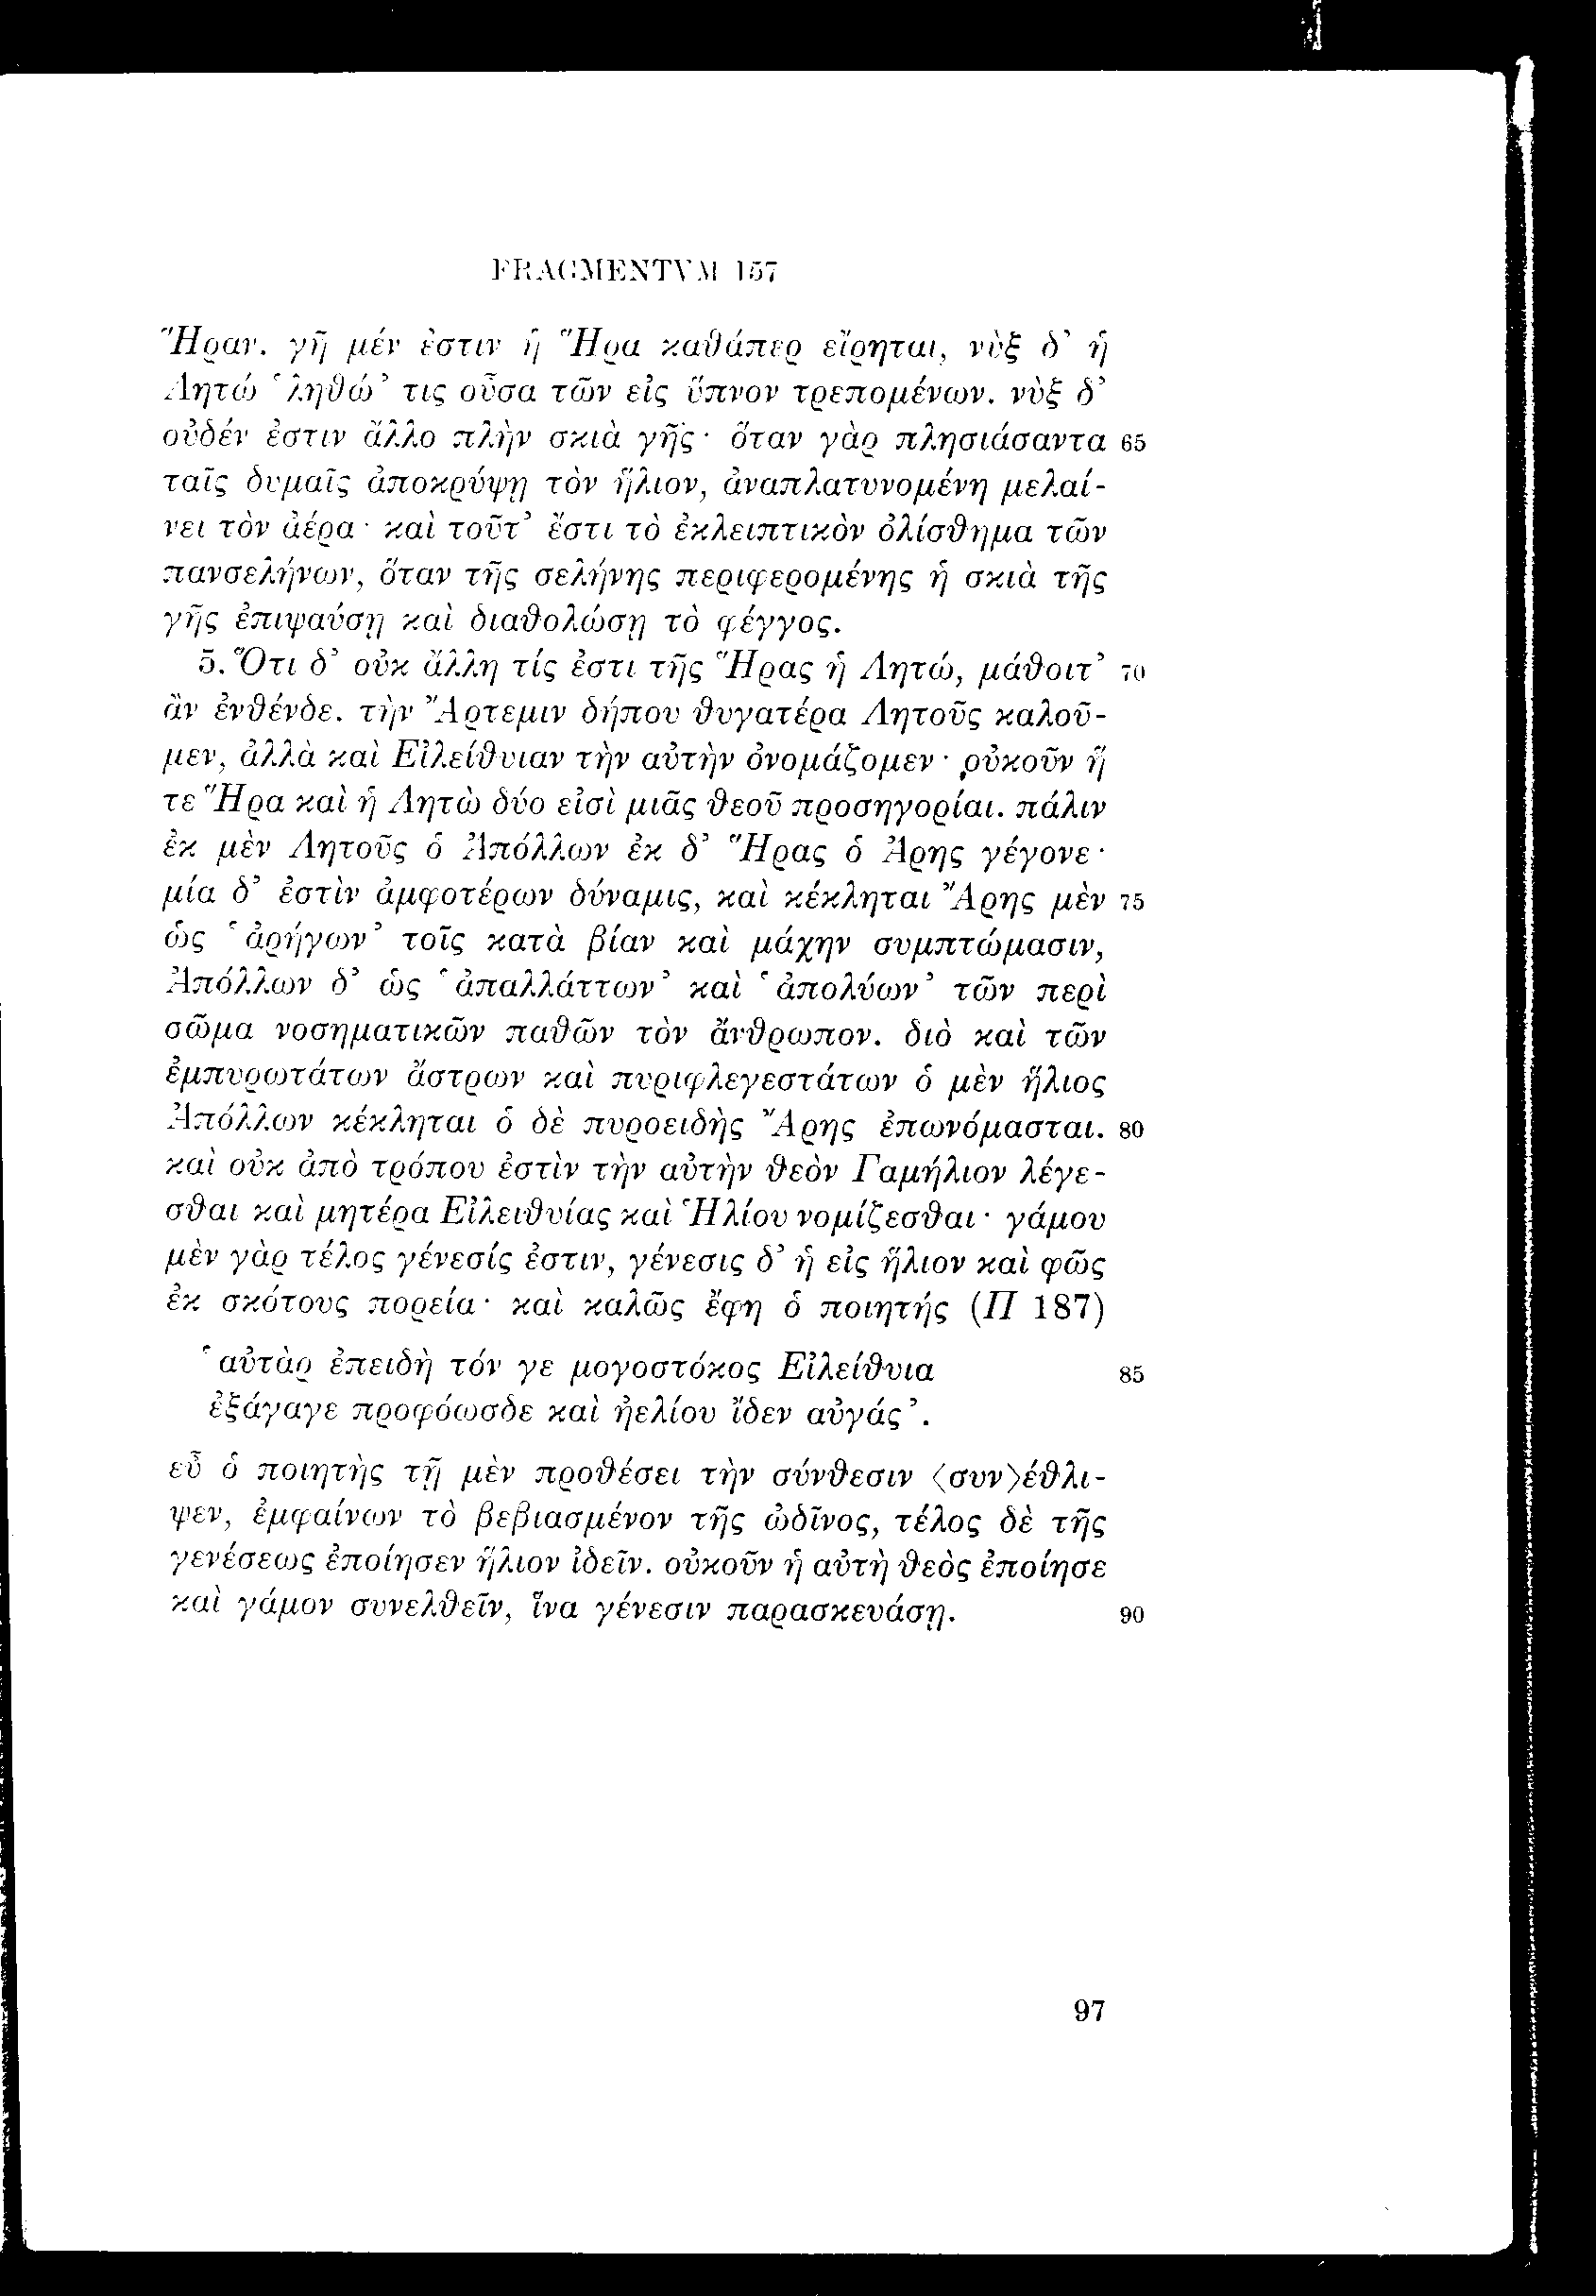 FRAGMENTVM 157
Ἥραν. γῆ μέν ἐστιν ἡ Ἥρα καθάπερ εἴρηται, νὺξ δ’ ἡ
Λητώ ‘ληθώ’ τις οὖσα τῶν εἰς ὕπνον τρεπομένων. νὺξ δ’
οὐδέν ἐστιν ἄλλο πλὴν σκιὰ γῆς· ὅταν γὰρ πλησιάσαντα 65
ταῖς δυμαῖς ἀποκρύψῃ τὸν ἥλιον, ἀναπλατυνομένη μελαί-
νει τὸν ἀέρα· καὶ τοῦτ’ ἔστι τὸ ἐκλειπτικὸν ὀλίσθημα τῶν
πανσελήνων, ὅταν τῆς σελήνης περιφερομένης ἡ σκιὰ τῆς
γῆς ἐπιψαύσῃ καὶ διαθολώσῃ τὸ φέγγος.
5. Ὅτι δ’ οὐκ ἄλλη τίς ἐστι τῆς Ἥρας ἡ Λητώ, μάθοιτ’ 70
ἂν ἐνθένδε. τὴν Ἄρτεμιν δήπου θυγατέρα Λητοῦς καλοῦ-
μεν, ἀλλὰ καὶ Εἰλείθυιαν τὴν αὐτὴν ὀνομάζομεν· οὐκοῦν ἥ
τε Ἥρα καὶ ἡ Λητὼ δύο εἰσὶ μιᾶς θεοῦ προσηγορίαι. πάλιν
ἐκ μὲν Λητοῦς ὁ Ἀπόλλων ἐκ δ’ Ἥρας ὁ Ἄρης γέγονε·
μία δ’ ἐστὶν ἀμφοτέρων δύναμις, καὶ κέκληται Ἄρης μὲν 75
ὡς ‘ἀρήγων’ τοῖς κατὰ βίαν καὶ μάχην συμπτώμασιν,
Ἀπόλλων δ’ ὡς ‘ἀπαλλάττων’ καὶ ‘ἀπολύων’ τῶν περὶ
σῶμα νοσηματικῶν παθῶν τὸν ἄνθρωπον. διὸ καὶ τῶν
ἐμπυρωτάτων ἄστρων καὶ πυριφλεγεστάτων ὁ μὲν ἥλιος
Ἀπόλλων κέκληται ὁ δὲ πυροειδὴς Ἄρης ἐπωνόμασται. 80
καὶ οὐκ ἀπὸ τρόπου ἐστὶν τὴν αὐτὴν θεὸν Γαμήλιον λέγε-
σθαι καὶ μητέρα Εἰλειθυίας καὶ Ἡλίου νομίζεσθαι· γάμου
μὲν γὰρ τέλος γένεσίς ἐστιν, γένεσις δ’ ἡ εἰς ἥλιον καὶ φῶς
ἐκ σκότους πορεία· καὶ καλῶς ἔφη ὁ ποιητής (Π 187)
‘αὐτὰρ ἐπειδὴ τόν γε μογοστόκος Εἰλείθυια 85
ἐξάγαγε προφόωσδε καὶ ἠελίου ἴδεν αὐγάς’.
εὖ ὁ ποιητὴς τῇ μὲν προθέσει τὴν σύνθεσιν ⟨συν⟩έθλι-
ψεν, ἐμφαίνων τὸ βεβιασμένον τῆς ὠδῖνος, τέλος δὲ τῆς
γενέσεως ἐποίησεν ἥλιον ἰδεῖν. οὐκοῦν ἡ αὐτὴ θεὸς ἐποίησε
καὶ γάμον συνελθεῖν, ἵνα γένεσιν παρασκευάσῃ. 90
97